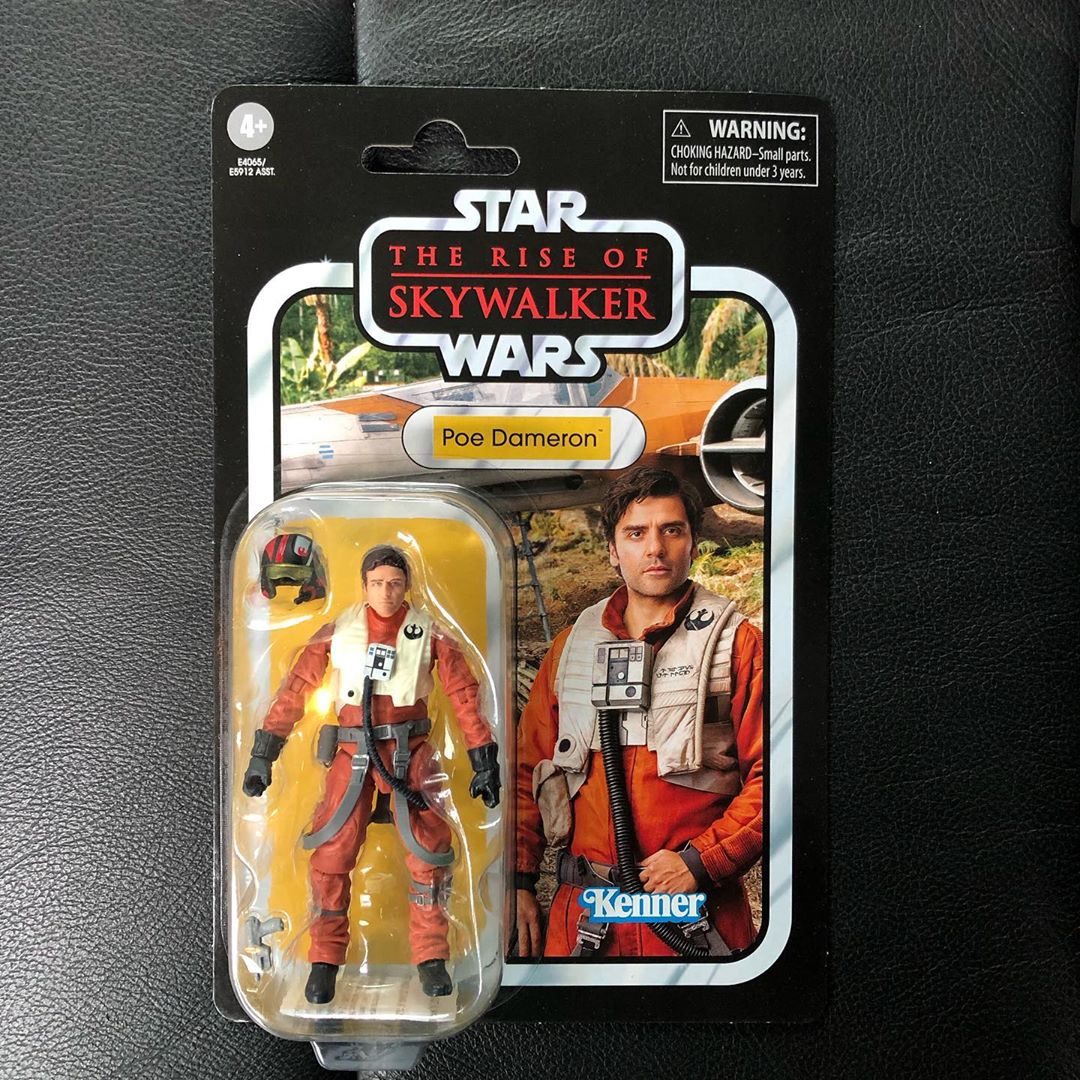 4+
E4065/
E5912 ASST.
⚠ WARNING:
CHOKING HAZARD–Small parts.
Not for children under 3 years.
STAR
THE RISE OF
SKYWALKER
WARS
Poe Dameron™
Kenner